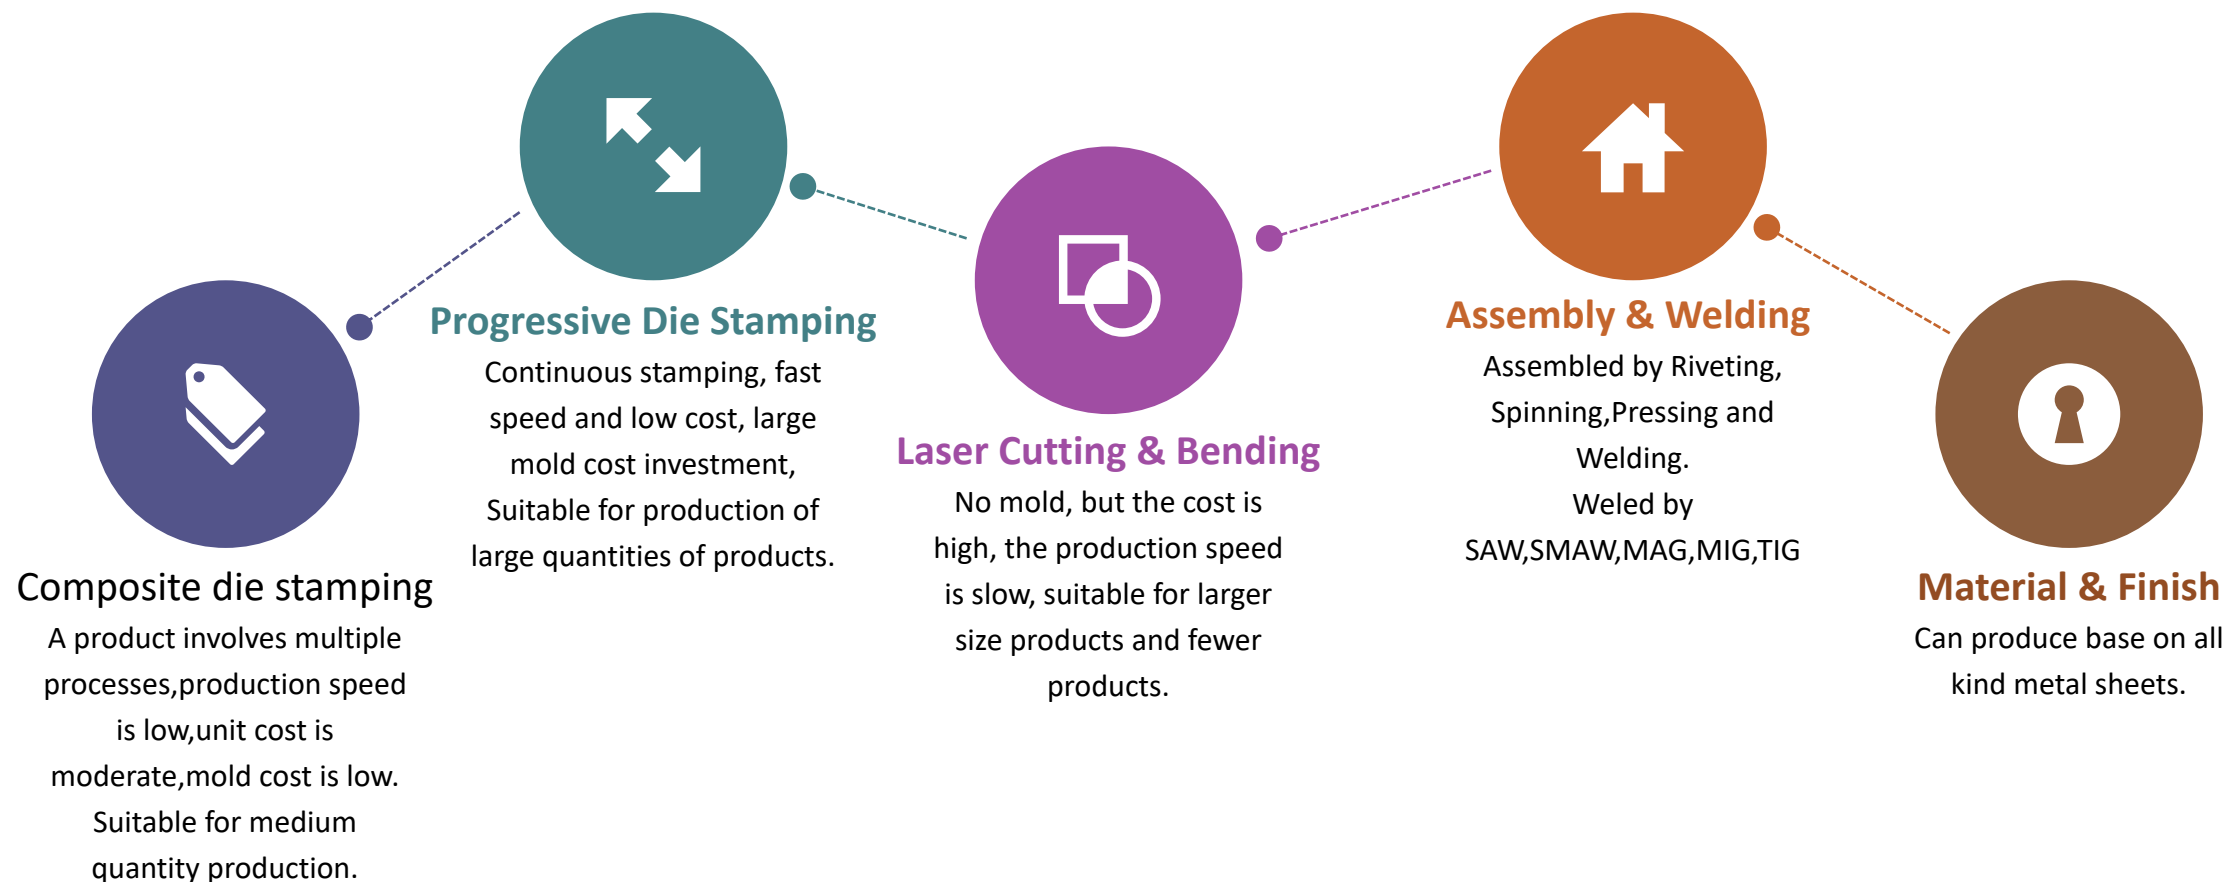 Composite die stamping
A product involves multiple
processes,production speed
is low,unit cost is
moderate,mold cost is low.
Suitable for medium
quantity production.
Progressive Die Stamping
Continuous stamping, fast
speed and low cost, large
mold cost investment,
Suitable for production of
large quantities of products.
Laser Cutting & Bending
No mold, but the cost is
high, the production speed
is slow, suitable for larger
size products and fewer
products.
Assembly & Welding
Assembled by Riveting,
Spinning,Pressing and
Welding.
Weled by
SAW,SMAW,MAG,MIG,TIG
Material & Finish
Can produce base on all
kind metal sheets.